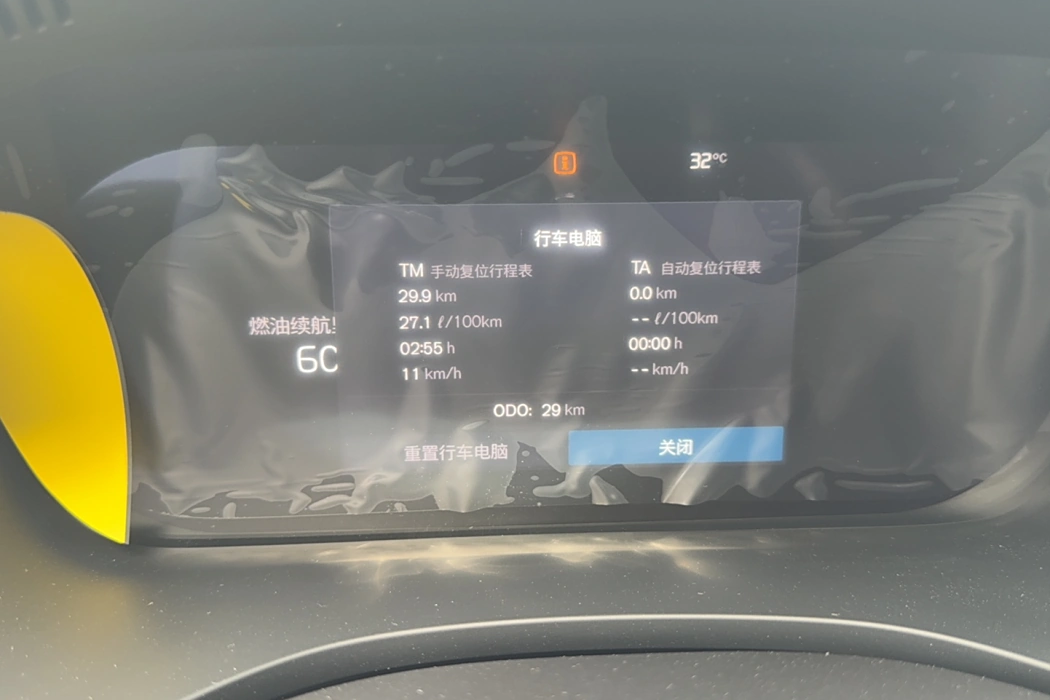 32°C
行车电脑
TM 手动复位行程表
29.9 km
27.1 ℓ/100km
02:55 h
11 km/h
TA 自动复位行程表
0.0 km
-- ℓ/100km
00:00 h
-- km/h
燃油续航
ODO: 29 km
重置行车电脑
关闭